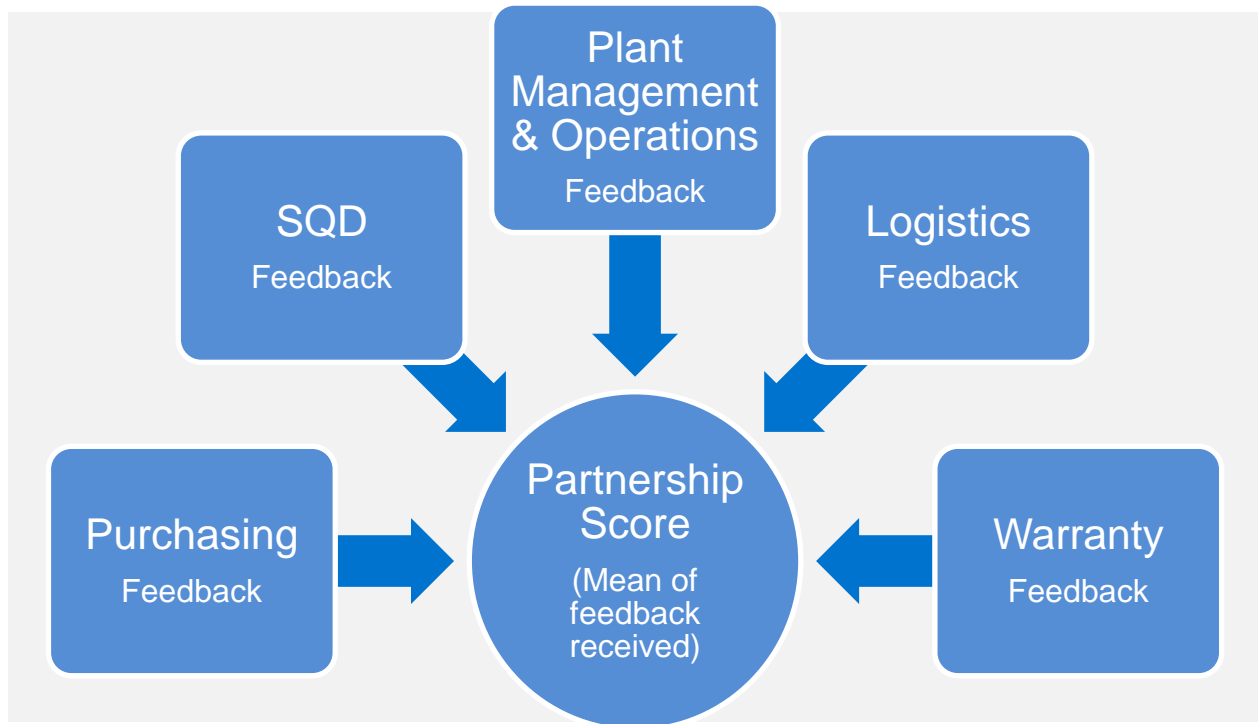 Plant
Management
& Operations
Feedback
SQD
Feedback
Logistics
Feedback
Purchasing
Feedback
Partnership
Score
(Mean of
feedback
received)
Warranty
Feedback